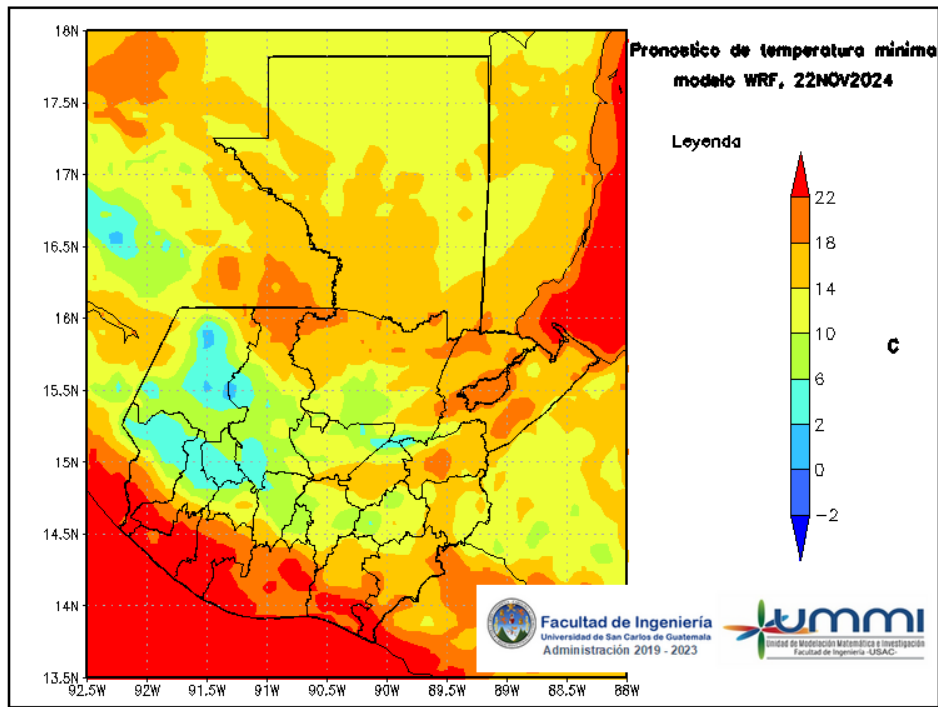 Pronostico de temperatura minima
modelo WRF, 22NOV2024
Leyenda
22
18
14
10
6
2
0
−2
C
18N
17.5N
17N
16.5N
16N
15.5N
15N
14.5N
14N
13.5N
92.5W
92W
91.5W
91W
90.5W
90W
89.5W
89W
88.5W
88W
Facultad de Ingeniería
Universidad de San Carlos de Guatemala
Administración 2019 - 2023
ummi
Unidad de Modelación Matemática e Investigación
Facultad de Ingeniería -USAC-